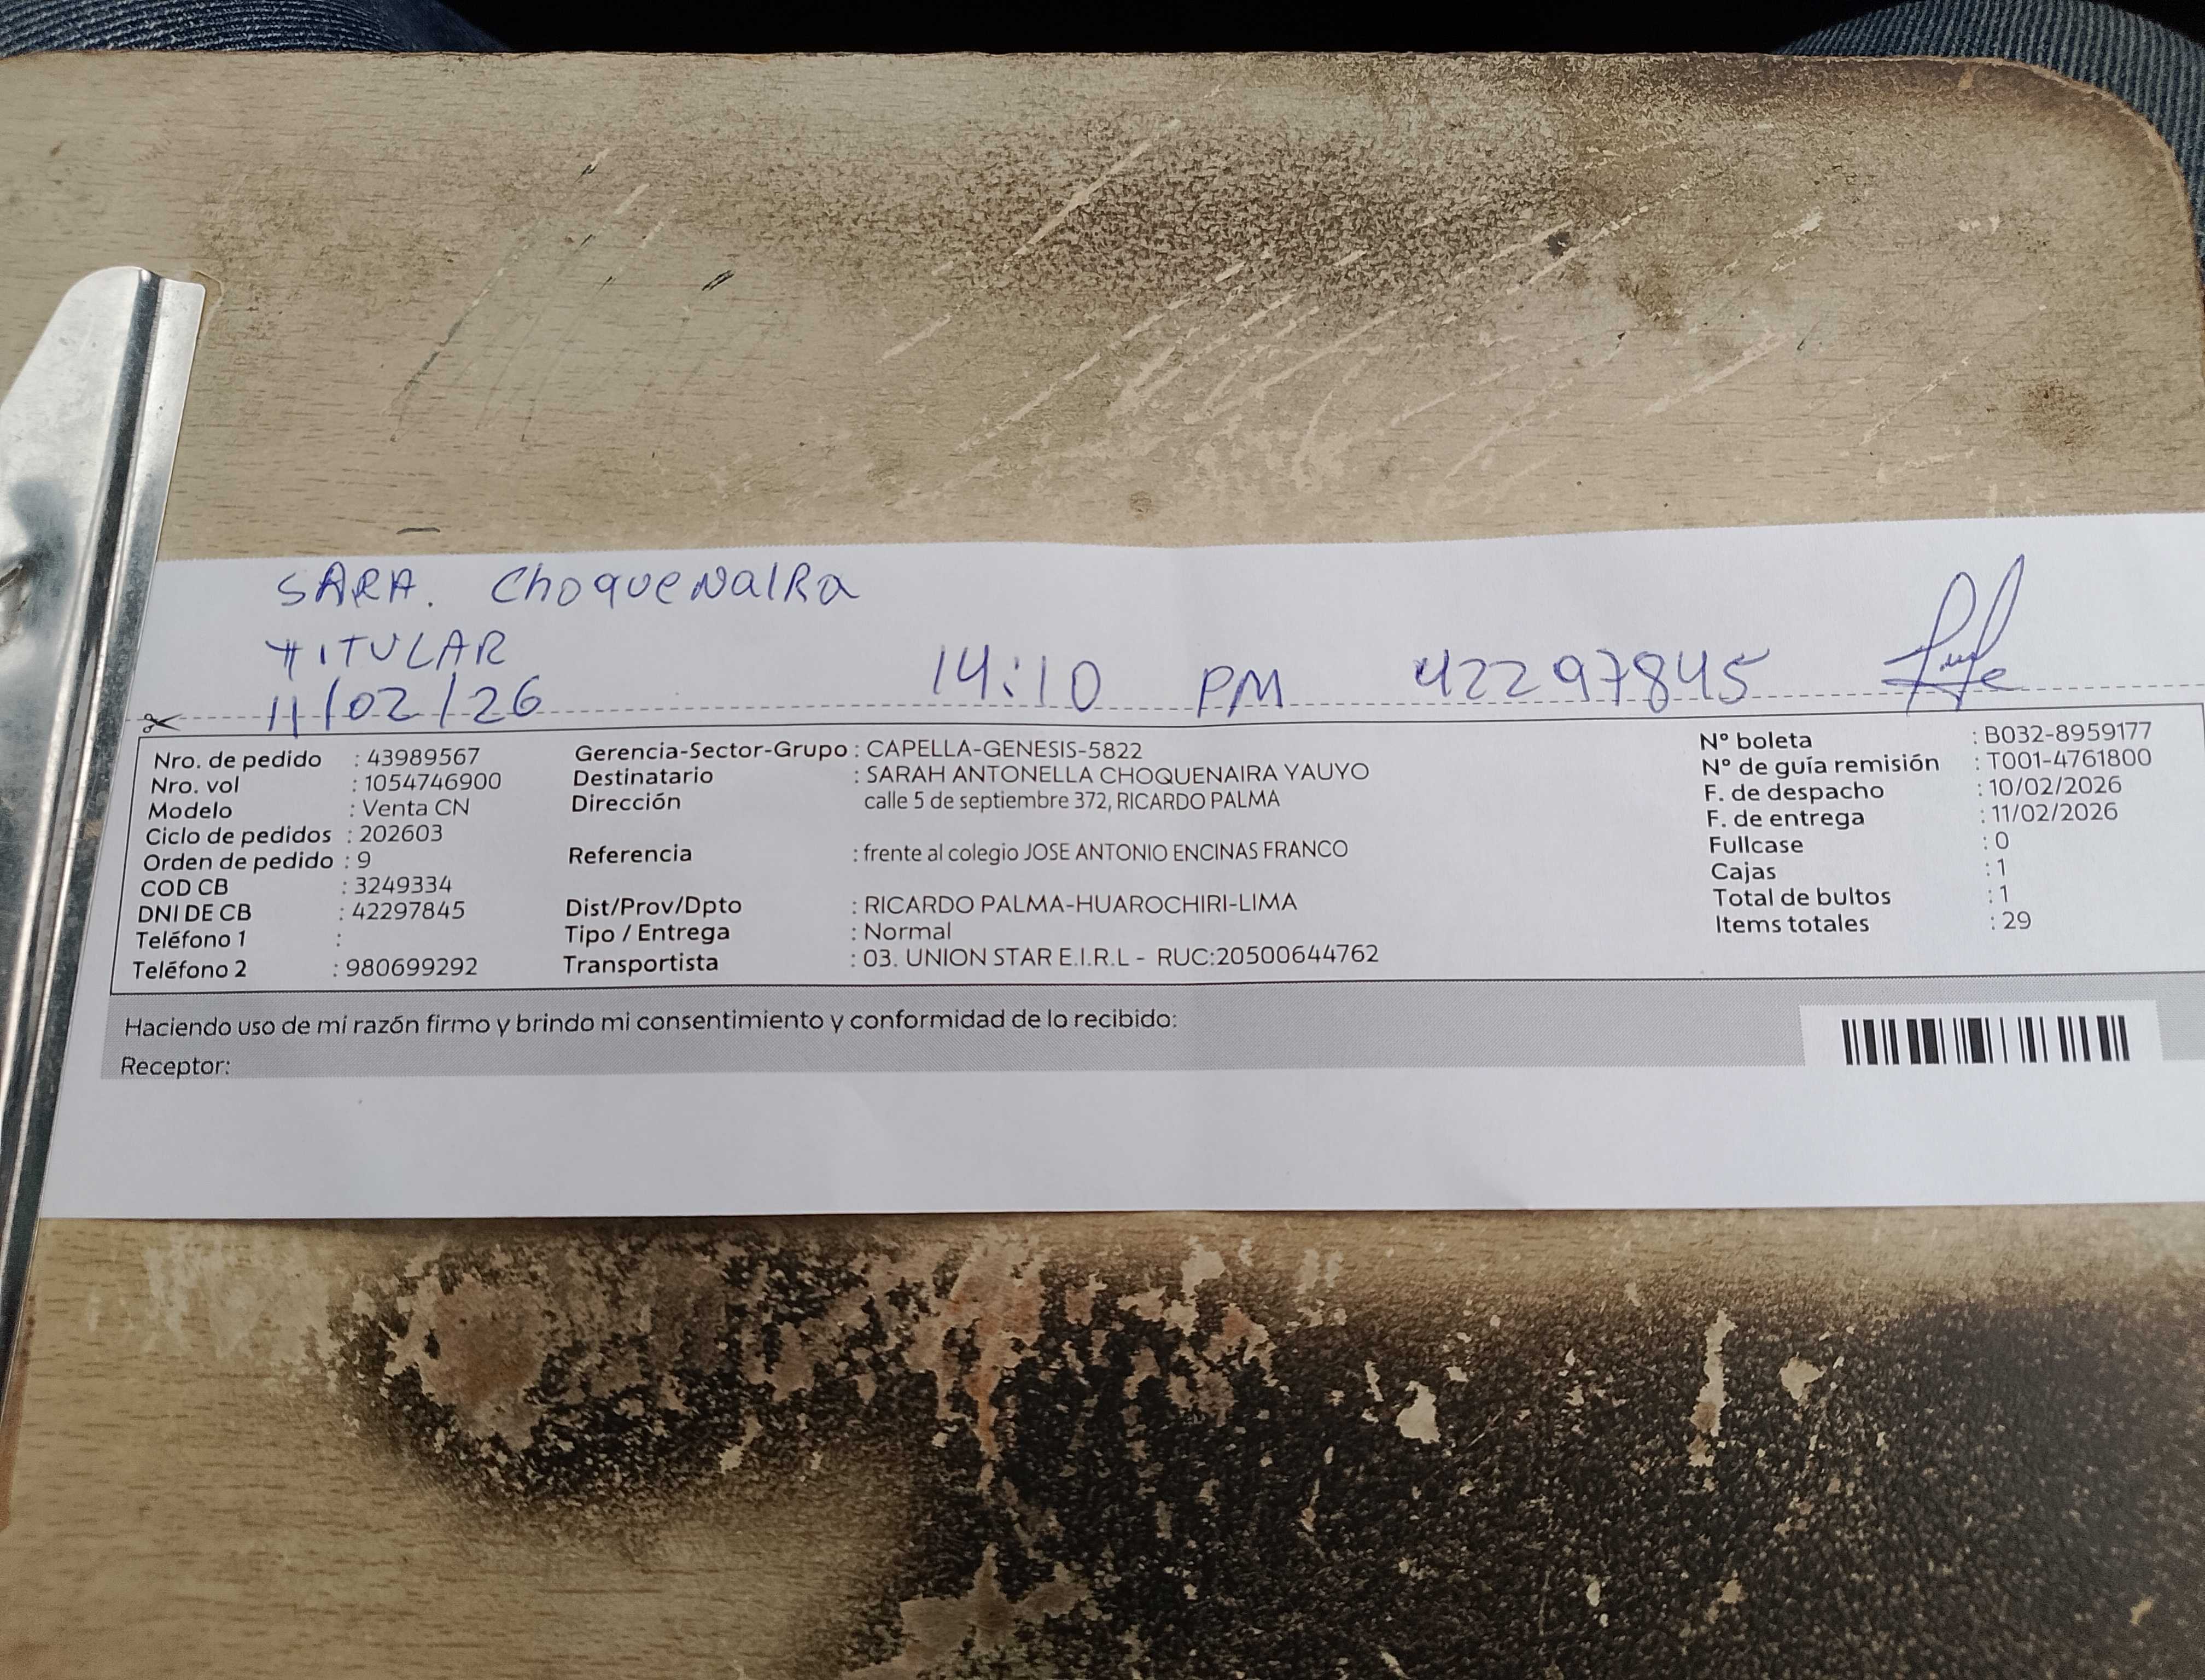 SARA. Choquenaira
TITULAR
11/02/26 14:10 PM 42297845
Nro. de pedido : 43989567
Nro. vol : 1054746900
Modelo : Venta CN
Ciclo de pedidos : 202603
Orden de pedido : 9
COD CB : 3249334
DNI DE CB : 42297845
Teléfono 1 :
Teléfono 2 : 980699292
Gerencia-Sector-Grupo : CAPELLA-GENESIS-5822
Destinatario : SARAH ANTONELLA CHOQUENAIRA YAUYO
Dirección calle 5 de septiembre 372, RICARDO PALMA
Referencia : frente al colegio JOSE ANTONIO ENCINAS FRANCO
Dist/Prov/Dpto : RICARDO PALMA-HUAROCHIRI-LIMA
Tipo / Entrega : Normal
Transportista : 03. UNION STAR E.I.R.L - RUC:20500644762
N° boleta : B032-8959177
N° de guía remisión : T001-4761800
F. de despacho : 10/02/2026
F. de entrega : 11/02/2026
Fullcase : 0
Cajas : 1
Total de bultos : 1
Items totales : 29
Haciendo uso de mi razón firmo y brindo mi consentimiento y conformidad de lo recibido:
Receptor: